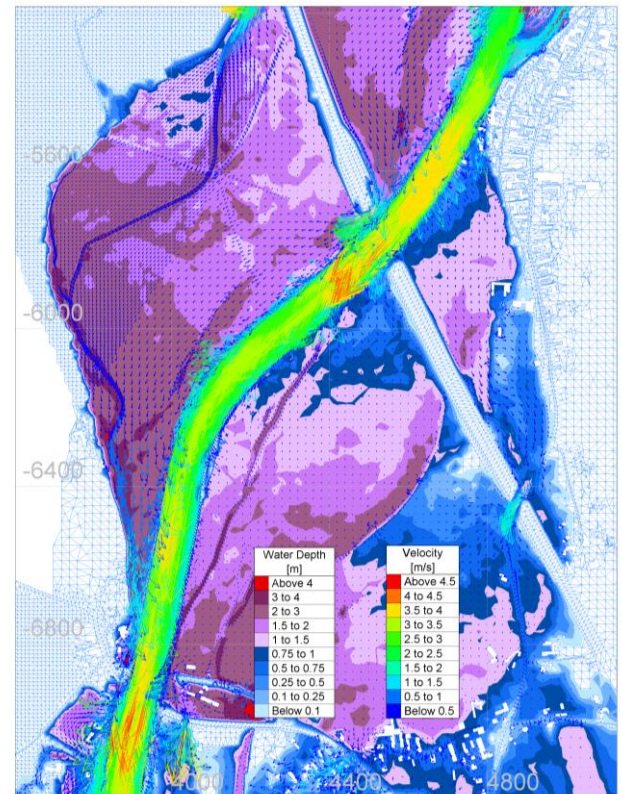 -5600
-6000
-6400
-6800
Water Depth
[m]
Above 4
3 to 4
2 to 3
1.5 to 2
1 to 1.5
0.75 to 1
0.5 to 0.75
0.25 to 0.5
0.1 to 0.25
Below 0.1
Velocity
[m/s]
Above 4.5
4 to 4.5
3.5 to 4
3 to 3.5
2.5 to 3
2 to 2.5
1.5 to 2
1 to 1.5
0.5 to 1
Below 0.5
4000
4400
4800